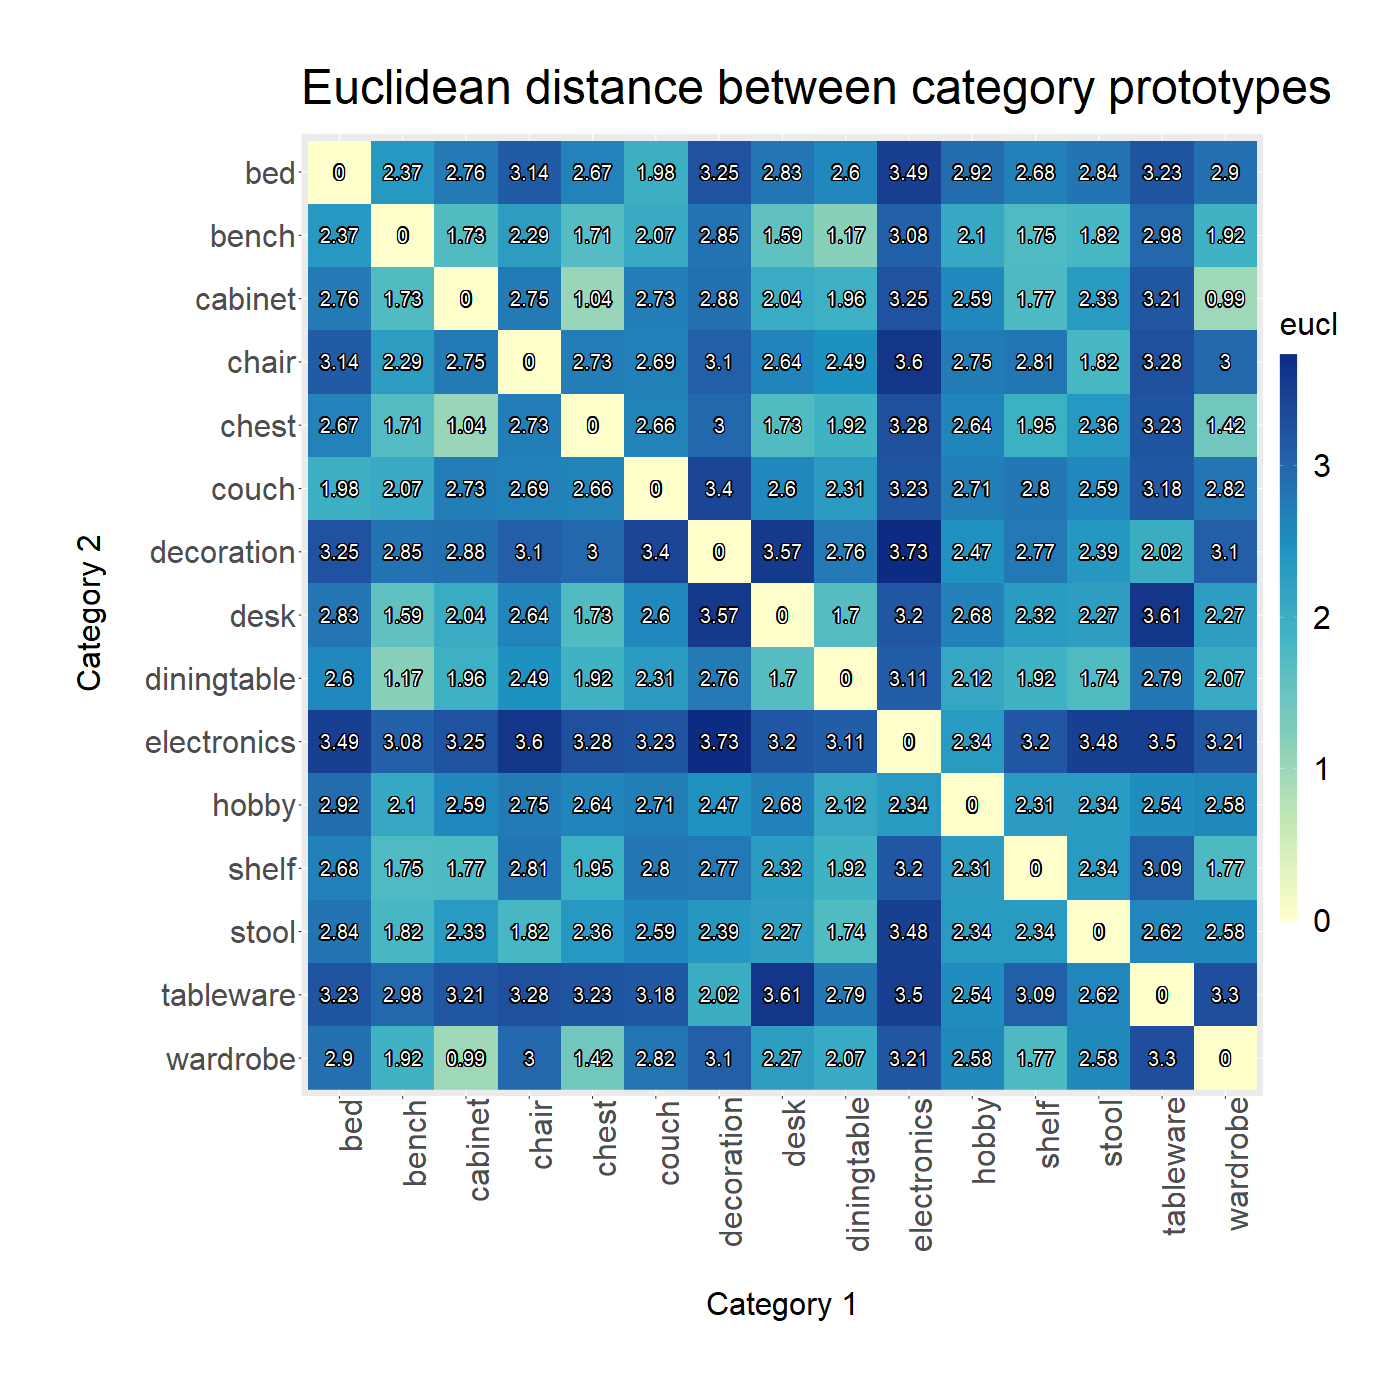 Euclidean distance between category prototypes
bed 0 2.37 2.76 3.14 2.67 1.98 3.25 2.83 2.6 3.49 2.92 2.68 2.84 3.23 2.9
bench 2.37 0 1.73 2.29 1.71 2.07 2.85 1.59 1.17 3.08 2.1 1.75 1.82 2.98 1.92
cabinet 2.76 1.73 0 2.75 1.04 2.73 2.88 2.04 1.96 3.25 2.59 1.77 2.33 3.21 0.99
chair 3.14 2.29 2.75 0 2.73 2.69 3.1 2.64 2.49 3.6 2.75 2.81 1.82 3.28 3
chest 2.67 1.71 1.04 2.73 0 2.66 3 1.73 1.92 3.28 2.64 1.95 2.36 3.23 1.42
couch 1.98 2.07 2.73 2.69 2.66 0 3.4 2.6 2.31 3.23 2.71 2.8 2.59 3.18 2.82
decoration 3.25 2.85 2.88 3.1 3 3.4 0 3.57 2.76 3.73 2.47 2.77 2.39 2.02 3.1
desk 2.83 1.59 2.04 2.64 1.73 2.6 3.57 0 1.7 3.2 2.68 2.32 2.27 3.61 2.27
diningtable 2.6 1.17 1.96 2.49 1.92 2.31 2.76 1.7 0 3.11 2.12 1.92 1.74 2.79 2.07
electronics 3.49 3.08 3.25 3.6 3.28 3.23 3.73 3.2 3.11 0 2.34 3.2 3.48 3.5 3.21
hobby 2.92 2.1 2.59 2.75 2.64 2.71 2.47 2.68 2.12 2.34 0 2.31 2.34 2.54 2.58
shelf 2.68 1.75 1.77 2.81 1.95 2.8 2.77 2.32 1.92 3.2 2.31 0 2.34 3.09 1.77
stool 2.84 1.82 2.33 1.82 2.36 2.59 2.39 2.27 1.74 3.48 2.34 2.34 0 2.62 2.58
tableware 3.23 2.98 3.21 3.28 3.23 3.18 2.02 3.61 2.79 3.5 2.54 3.09 2.62 0 3.3
wardrobe 2.9 1.92 0.99 3 1.42 2.82 3.1 2.27 2.07 3.21 2.58 1.77 2.58 3.3 0
bed bench cabinet chair chest couch decoration desk diningtable electronics hobby shelf stool tableware wardrobe
Category 1
Category 2
eucl
3
2
1
0